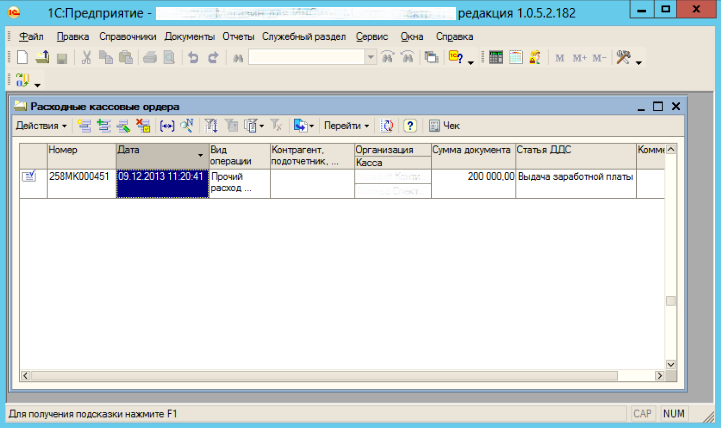 1С:Предприятие - редакция 1.0.5.2.182
Файл Правка Справочники Документы Отчеты Служебный раздел Сервис Окна Справка
M M+ M-
Расходные кассовые ордера
Действия Перейти ? Чек
Номер Дата Вид операции Контрагент, подотчетник, ... Организация Касса Сумма документа Статья ДДС Комме
258МК000451 09.12.2013 11:20:41 Прочий расход ... 200 000,00 Выдача заработной платы
Для получения подсказки нажмите F1 CAP NUM